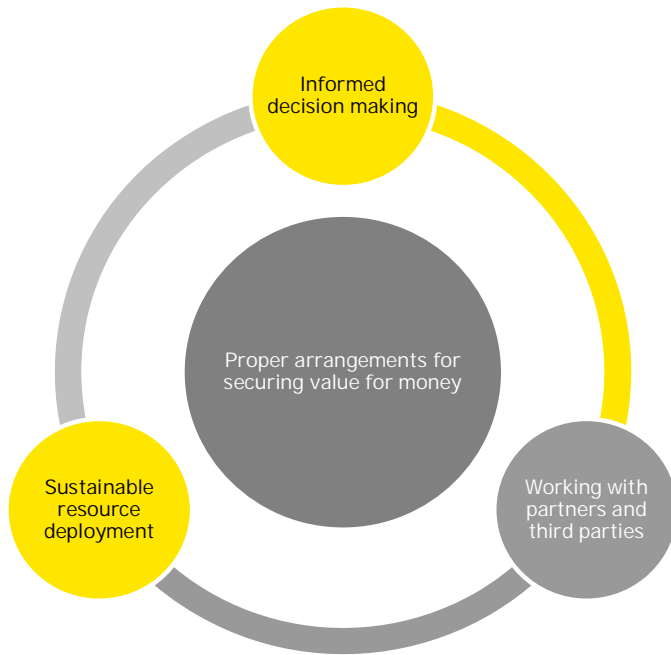 Informed
decision making
Proper arrangements for
securing value for money
Sustainable
resource
deployment
Working with
partners and
third parties